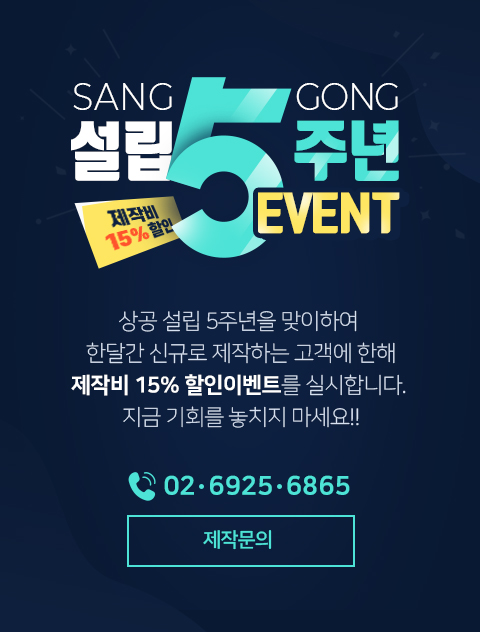 SANG GONG
설립 5 주년
EVENT
제작비
15% 할인
상공 설립 5주년을 맞이하여
한달간 신규로 제작하는 고객에 한해
제작비 15% 할인이벤트를 실시합니다.
지금 기회를 놓치지 마세요!!
02·6925·6865
제작문의